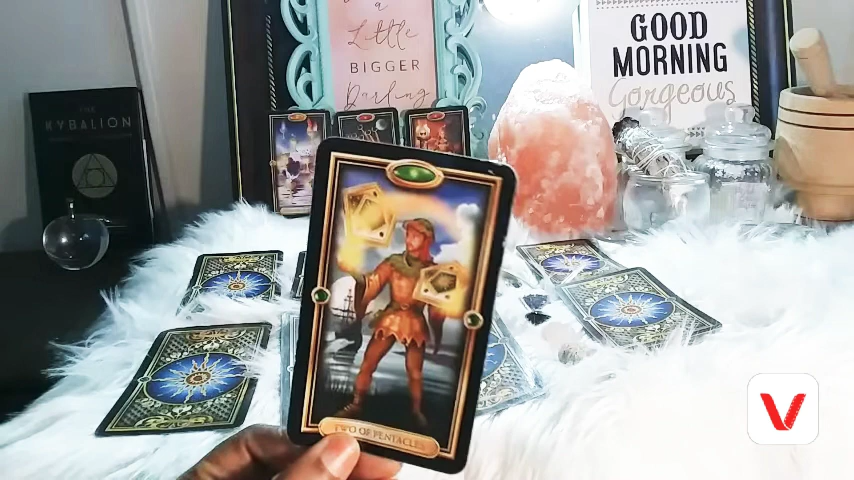 a
Little
BIGGER
Darling
GOOD
MORNING
Gorgeous
THE
KYBALION
TWO OF PENTACLES
V